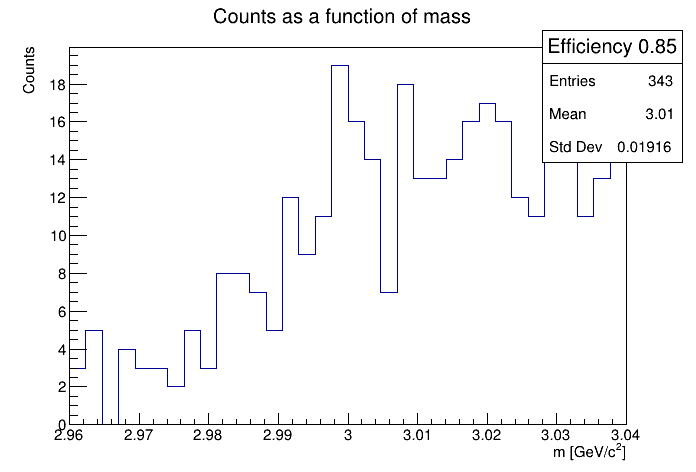 Counts as a function of mass
Efficiency 0.85
Entries 343
Mean 3.01
Std Dev 0.01916
Counts
18
16
14
12
10
8
6
4
2
0
2.96 2.97 2.98 2.99 3 3.01 3.02 3.03 3.04
m [GeV/c²]